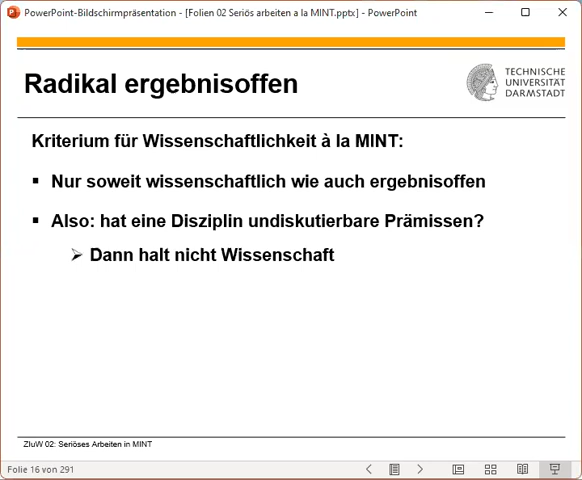 PowerPoint-Bildschirmpräsentation - [Folien 02 Seriös arbeiten a la MINT.pptx] - PowerPoint
Radikal ergebnisoffen
TECHNISCHE
UNIVERSITÄT
DARMSTADT
Kriterium für Wissenschaftlichkeit à la MINT:
▪ Nur soweit wissenschaftlich wie auch ergebnisoffen
▪ Also: hat eine Disziplin undiskutierbare Prämissen?
➢ Dann halt nicht Wissenschaft
ZIuW 02: Seriöses Arbeiten in MINT
Folie 16 von 291